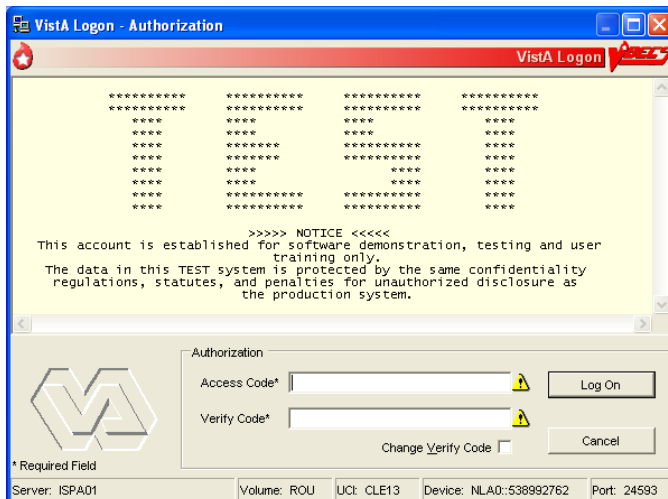 VistA Logon - Authorization
VistA Logon VBECS
********** ********** ********** **********
********** ********** ********** **********
**** **** **** ****
**** **** **** ****
**** ******* ********** ****
**** ******* ********** ****
**** **** **** ****
**** **** **** ****
**** ********** ********** ****
**** ********** ********** ****
>>>>> NOTICE <<<<<
This account is established for software demonstration, testing and user
training only.
The data in this TEST system is protected by the same confidentiality
regulations, statutes, and penalties for unauthorized disclosure as
the production system.
Authorization
Access Code*
Log On
Verify Code*
Change Verify Code
Cancel
* Required Field
Server: ISPA01 Volume: ROU UCI: CLE13 Device: NLA0::538992762 Port: 24593